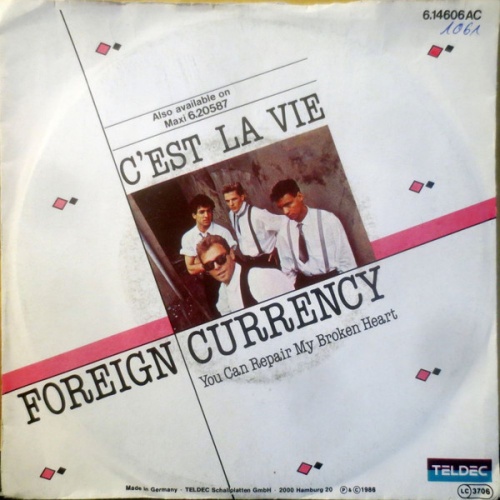 6.14606 AC
1061
Also available on
Maxi 6.20587
C'EST LA VIE
FOREIGN CURRENCY
You Can Repair My Broken Heart
TELDEC
Made in Germany · TELDEC Schallplatten GmbH · 2000 Hamburg 20 Ⓟ & Ⓒ 1986
LC 3706